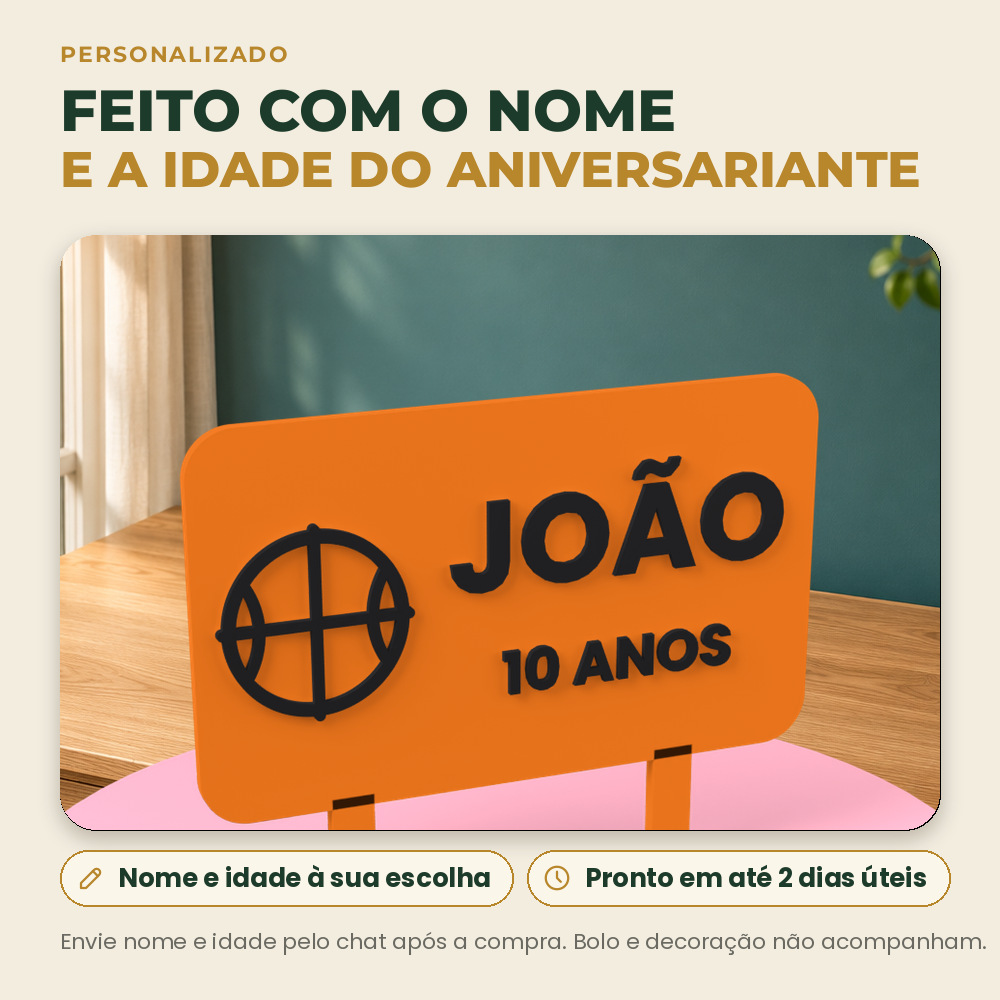 PERSONALIZADO
FEITO COM O NOME
E A IDADE DO ANIVERSARIANTE
JOÃO
10 ANOS
Nome e idade à sua escolha
Pronto em até 2 dias úteis
Envie nome e idade pelo chat após a compra. Bolo e decoração não acompanham.